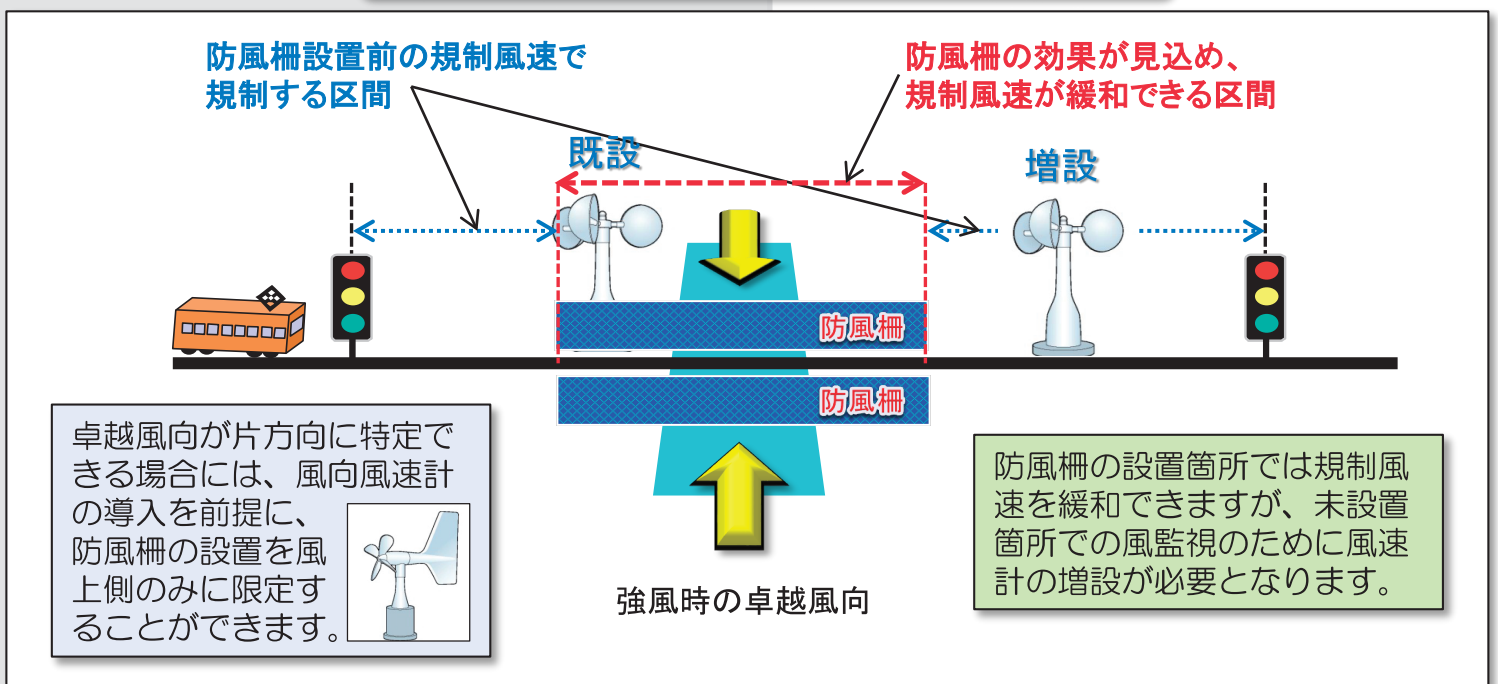 防風柵設置前の規制風速で
規制する区間
防風柵の効果が見込め、
規制風速が緩和できる区間
既設
増設
防風柵
防風柵
卓越風向が片方向に特定で
きる場合には、風向風速計
の導入を前提に、
防風柵の設置を風
上側のみに限定す
ることができます。
強風時の卓越風向
防風柵の設置箇所では規制風
速を緩和できますが、未設置
箇所での風監視のために風速
計の増設が必要となります。